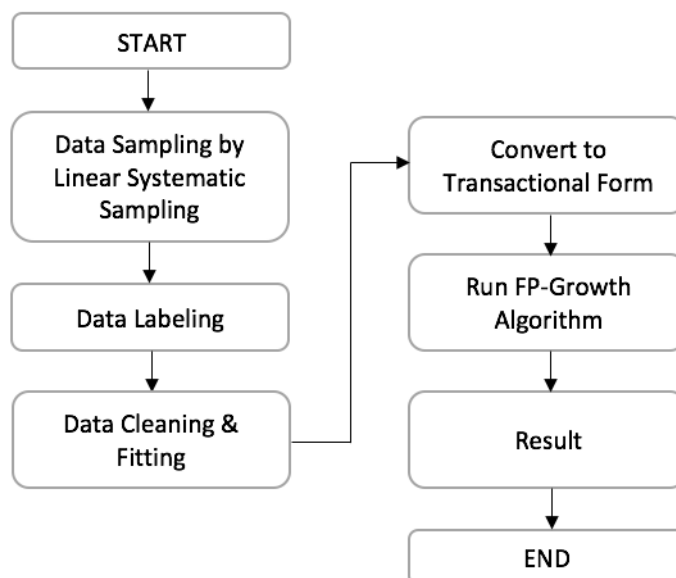 START
Data Sampling by
Linear Systematic
Sampling
Data Labeling
Data Cleaning &
Fitting
Convert to
Transactional Form
Run FP-Growth
Algorithm
Result
END